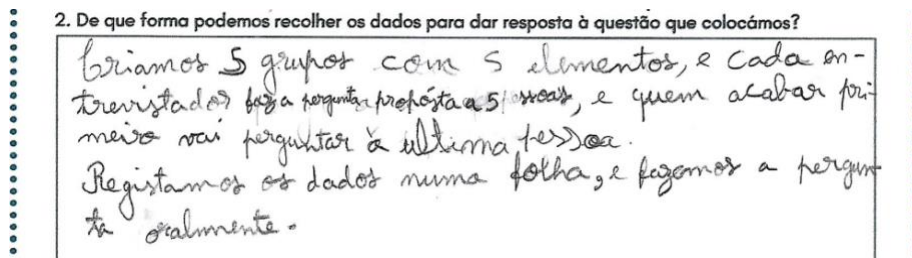 2. De que forma podemos recolher os dados para dar resposta à questão que colocámos?
Criamos 5 grupos com 5 elementos, e cada en-
trevistador faz a pergunta proposta a 5 pessoas, e quem acabar pri-
meiro vai perguntar à ultima pessoa.
Registamos os dados numa folha, e fazemos a pergun-
ta oralmente.